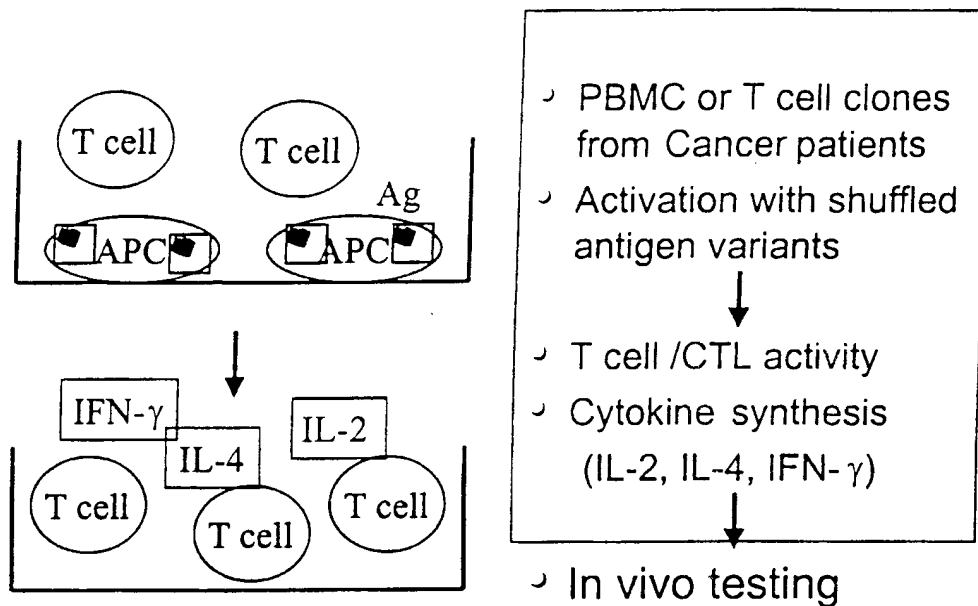 T cell
T cell
Ag
APC
APC
IFN-γ
IL-4
IL-2
T cell
T cell
T cell
PBMC or T cell clones
from Cancer patients
Activation with shuffled
antigen variants
T cell /CTL activity
Cytokine synthesis
(IL-2, IL-4, IFN- γ)
In vivo testing